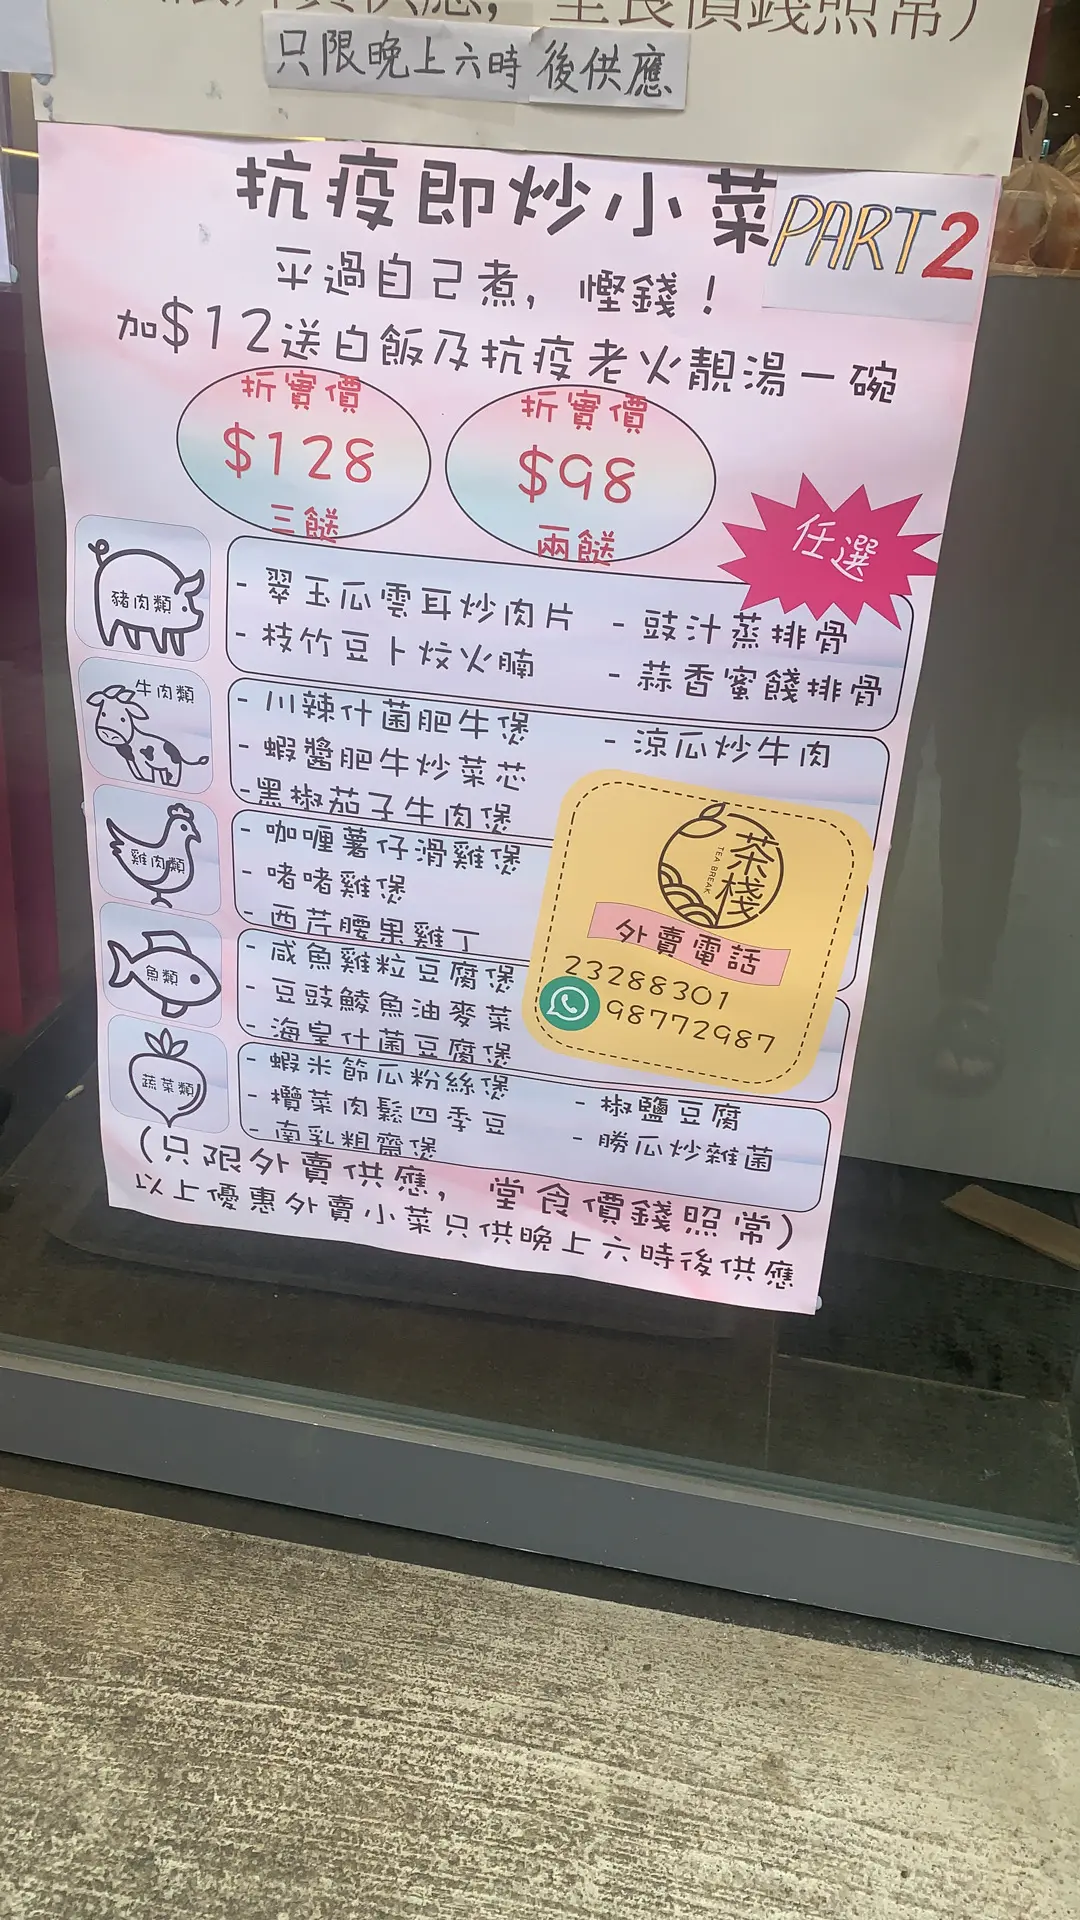 堂食價錢照常）
只限晚上六時後供應
抗疫即炒小菜PART2
平過自己煮，慳錢！
加$12送白飯及抗疫老火靚湯一碗
折實價
$128
三餸
折實價
$98
兩餸
任選
豬肉類
- 翠玉瓜雲耳炒肉片
- 豉汁蒸排骨
- 枝竹豆卜炆火腩
- 蒜香蜜餞排骨
牛肉類
- 川辣什菌肥牛煲
- 涼瓜炒牛肉
- 蝦醬肥牛炒菜芯
-黑椒茄子牛肉煲
雞肉類
- 咖喱薯仔滑雞煲
- 啫啫雞煲
- 西芹腰果雞丁
魚類
- 咸魚雞粒豆腐煲
- 豆豉鯪魚油麥菜
- 海皇什菌豆腐煲
蔬菜類
- 蝦米節瓜粉絲煲
- 椒鹽豆腐
- 欖菜肉鬆四季豆
- 勝瓜炒雜菌
- 南乳粗齋煲
茶棧
TEA BREAK
外賣電話
23288301
98772987
（只限外賣供應，堂食價錢照常）
以上優惠外賣小菜只供晚上六時後供應